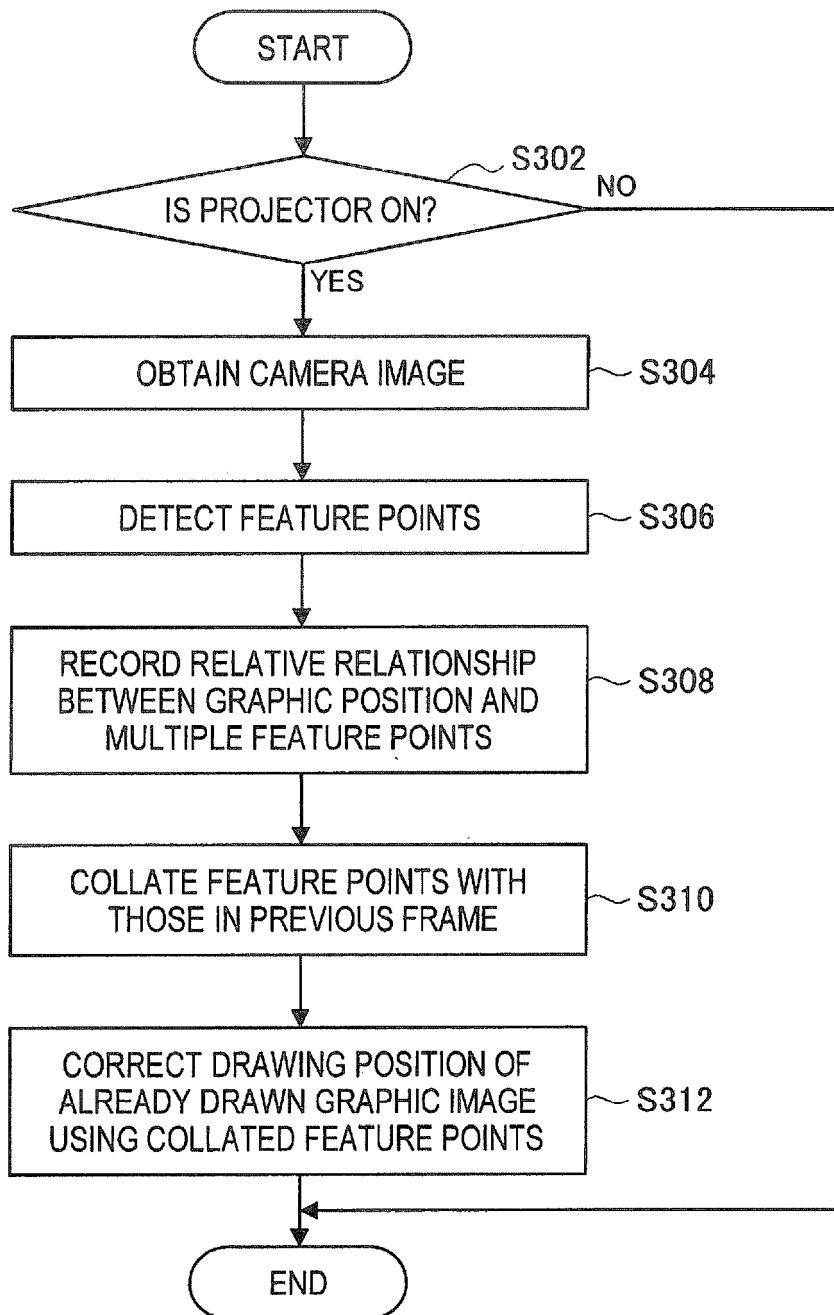 START
S302
IS PROJECTOR ON?
NO
YES
OBTAIN CAMERA IMAGE
S304
DETECT FEATURE POINTS
S306
RECORD RELATIVE RELATIONSHIP
BETWEEN GRAPHIC POSITION AND
MULTIPLE FEATURE POINTS
S308
COLLATE FEATURE POINTS WITH
THOSE IN PREVIOUS FRAME
S310
CORRECT DRAWING POSITION OF
ALREADY DRAWN GRAPHIC IMAGE
USING COLLATED FEATURE POINTS
S312
END